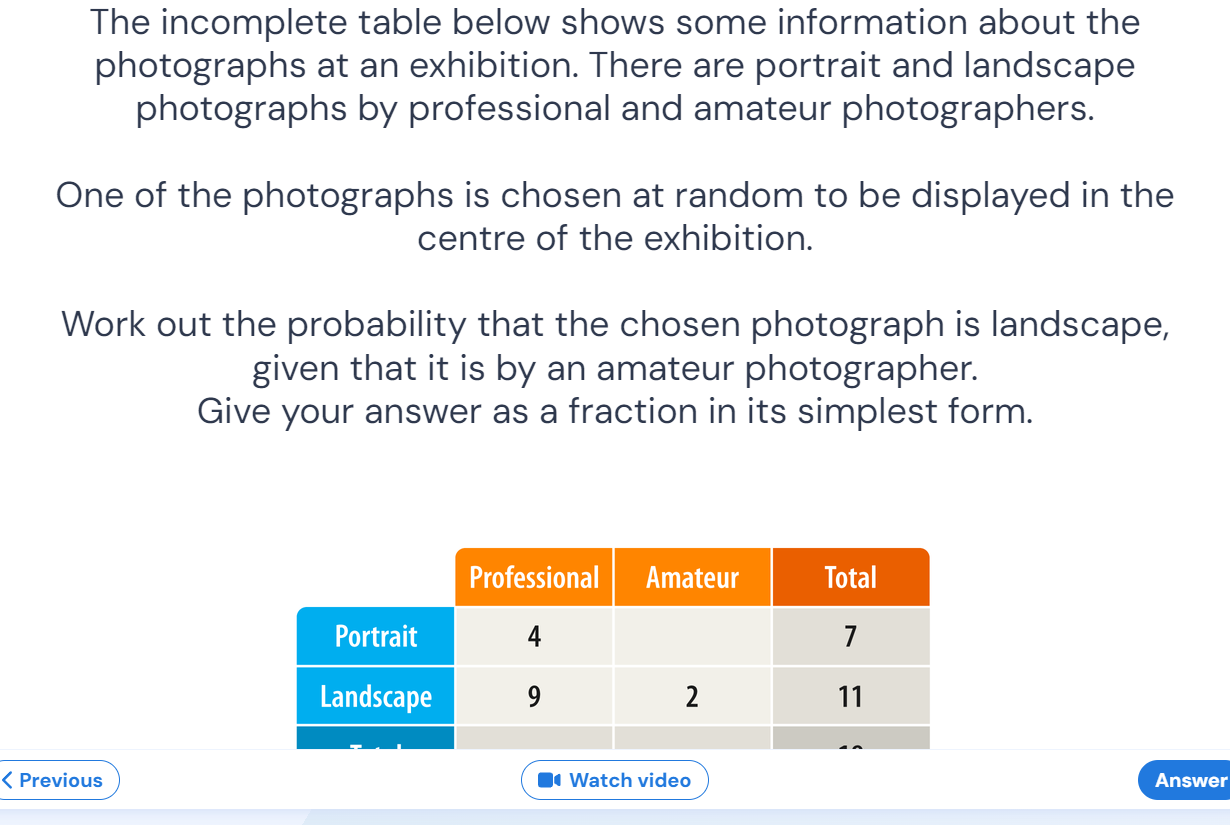 The incomplete table below shows some information about the
photographs at an exhibition. There are portrait and landscape
photographs by professional and amateur photographers.
One of the photographs is chosen at random to be displayed in the
centre of the exhibition.
Work out the probability that the chosen photograph is landscape,
given that it is by an amateur photographer.
Give your answer as a fraction in its simplest form.
Professional Amateur Total
Portrait 4 7
Landscape 9 2 11
Previous Watch video Answer